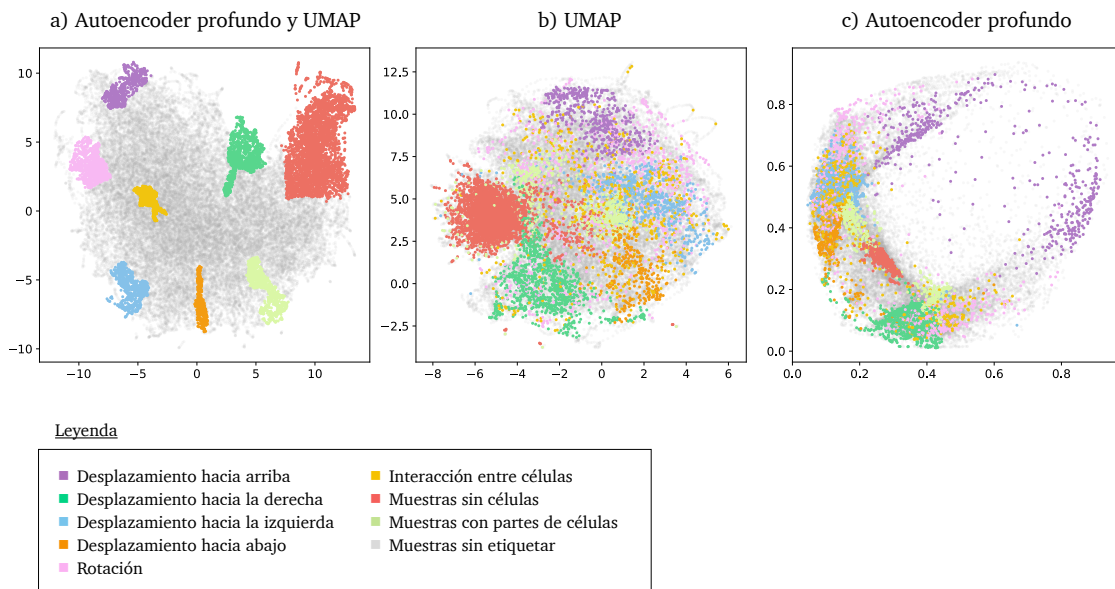 a) Autoencoder profundo y UMAP
b) UMAP
c) Autoencoder profundo
10
5
0
−5
−10
−10
−5
0
5
10
12.5
10.0
7.5
5.0
2.5
0.0
−2.5
−8
−6
−4
−2
0
2
4
6
0.8
0.6
0.4
0.2
0.0
0.0
0.2
0.4
0.6
0.8
Leyenda
Desplazamiento hacia arriba
Desplazamiento hacia la derecha
Desplazamiento hacia la izquierda
Desplazamiento hacia abajo
Rotación
Interacción entre células
Muestras sin células
Muestras con partes de células
Muestras sin etiquetar